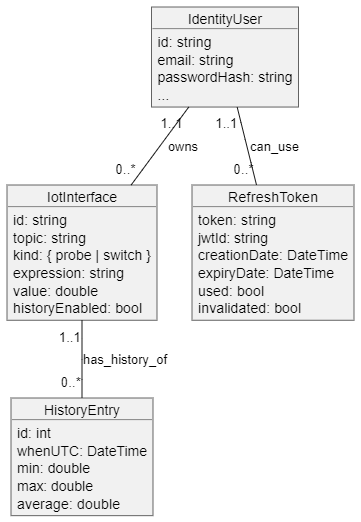 IdentityUser
id: string
email: string
passwordHash: string
...
1..1
1..1
owns
can_use
0..*
0..*
IotInterface
id: string
topic: string
kind: { probe | switch }
expression: string
value: double
historyEnabled: bool
RefreshToken
token: string
jwtId: string
creationDate: DateTime
expiryDate: DateTime
used: bool
invalidated: bool
1..1
has_history_of
0..*
HistoryEntry
id: int
whenUTC: DateTime
min: double
max: double
average: double